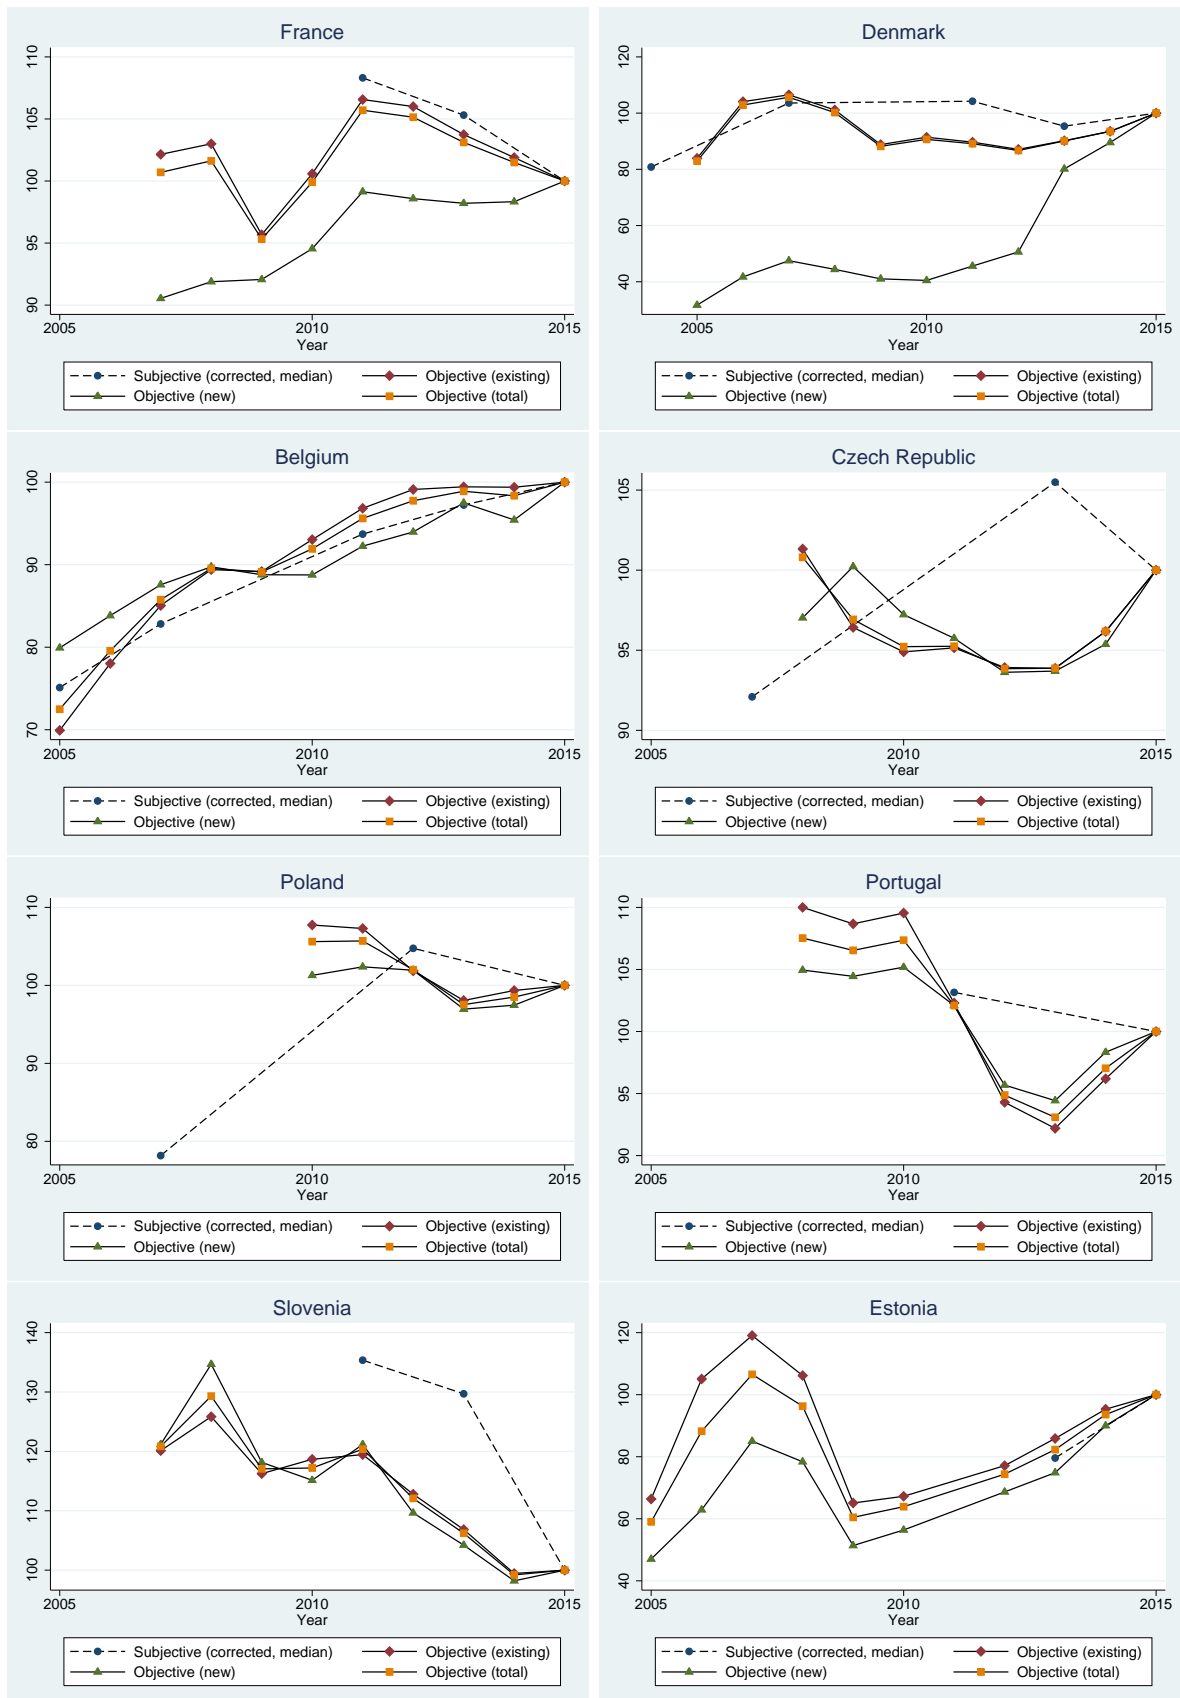 France
110
105
100
95
90
2005 2010 2015
Year
Subjective (corrected, median) Objective (existing)
Objective (new) Objective (total)
Denmark
120
100
80
60
40
2005 2010 2015
Year
Subjective (corrected, median) Objective (existing)
Objective (new) Objective (total)
Belgium
100
90
80
70
2005 2010 2015
Year
Subjective (corrected, median) Objective (existing)
Objective (new) Objective (total)
Czech Republic
105
100
95
90
2005 2010 2015
Year
Subjective (corrected, median) Objective (existing)
Objective (new) Objective (total)
Poland
110
100
90
80
2005 2010 2015
Year
Subjective (corrected, median) Objective (existing)
Objective (new) Objective (total)
Portugal
110
105
100
95
90
2005 2010 2015
Year
Subjective (corrected, median) Objective (existing)
Objective (new) Objective (total)
Slovenia
140
130
120
110
100
2005 2010 2015
Year
Subjective (corrected, median) Objective (existing)
Objective (new) Objective (total)
Estonia
120
100
80
60
40
2005 2010 2015
Year
Subjective (corrected, median) Objective (existing)
Objective (new) Objective (total)